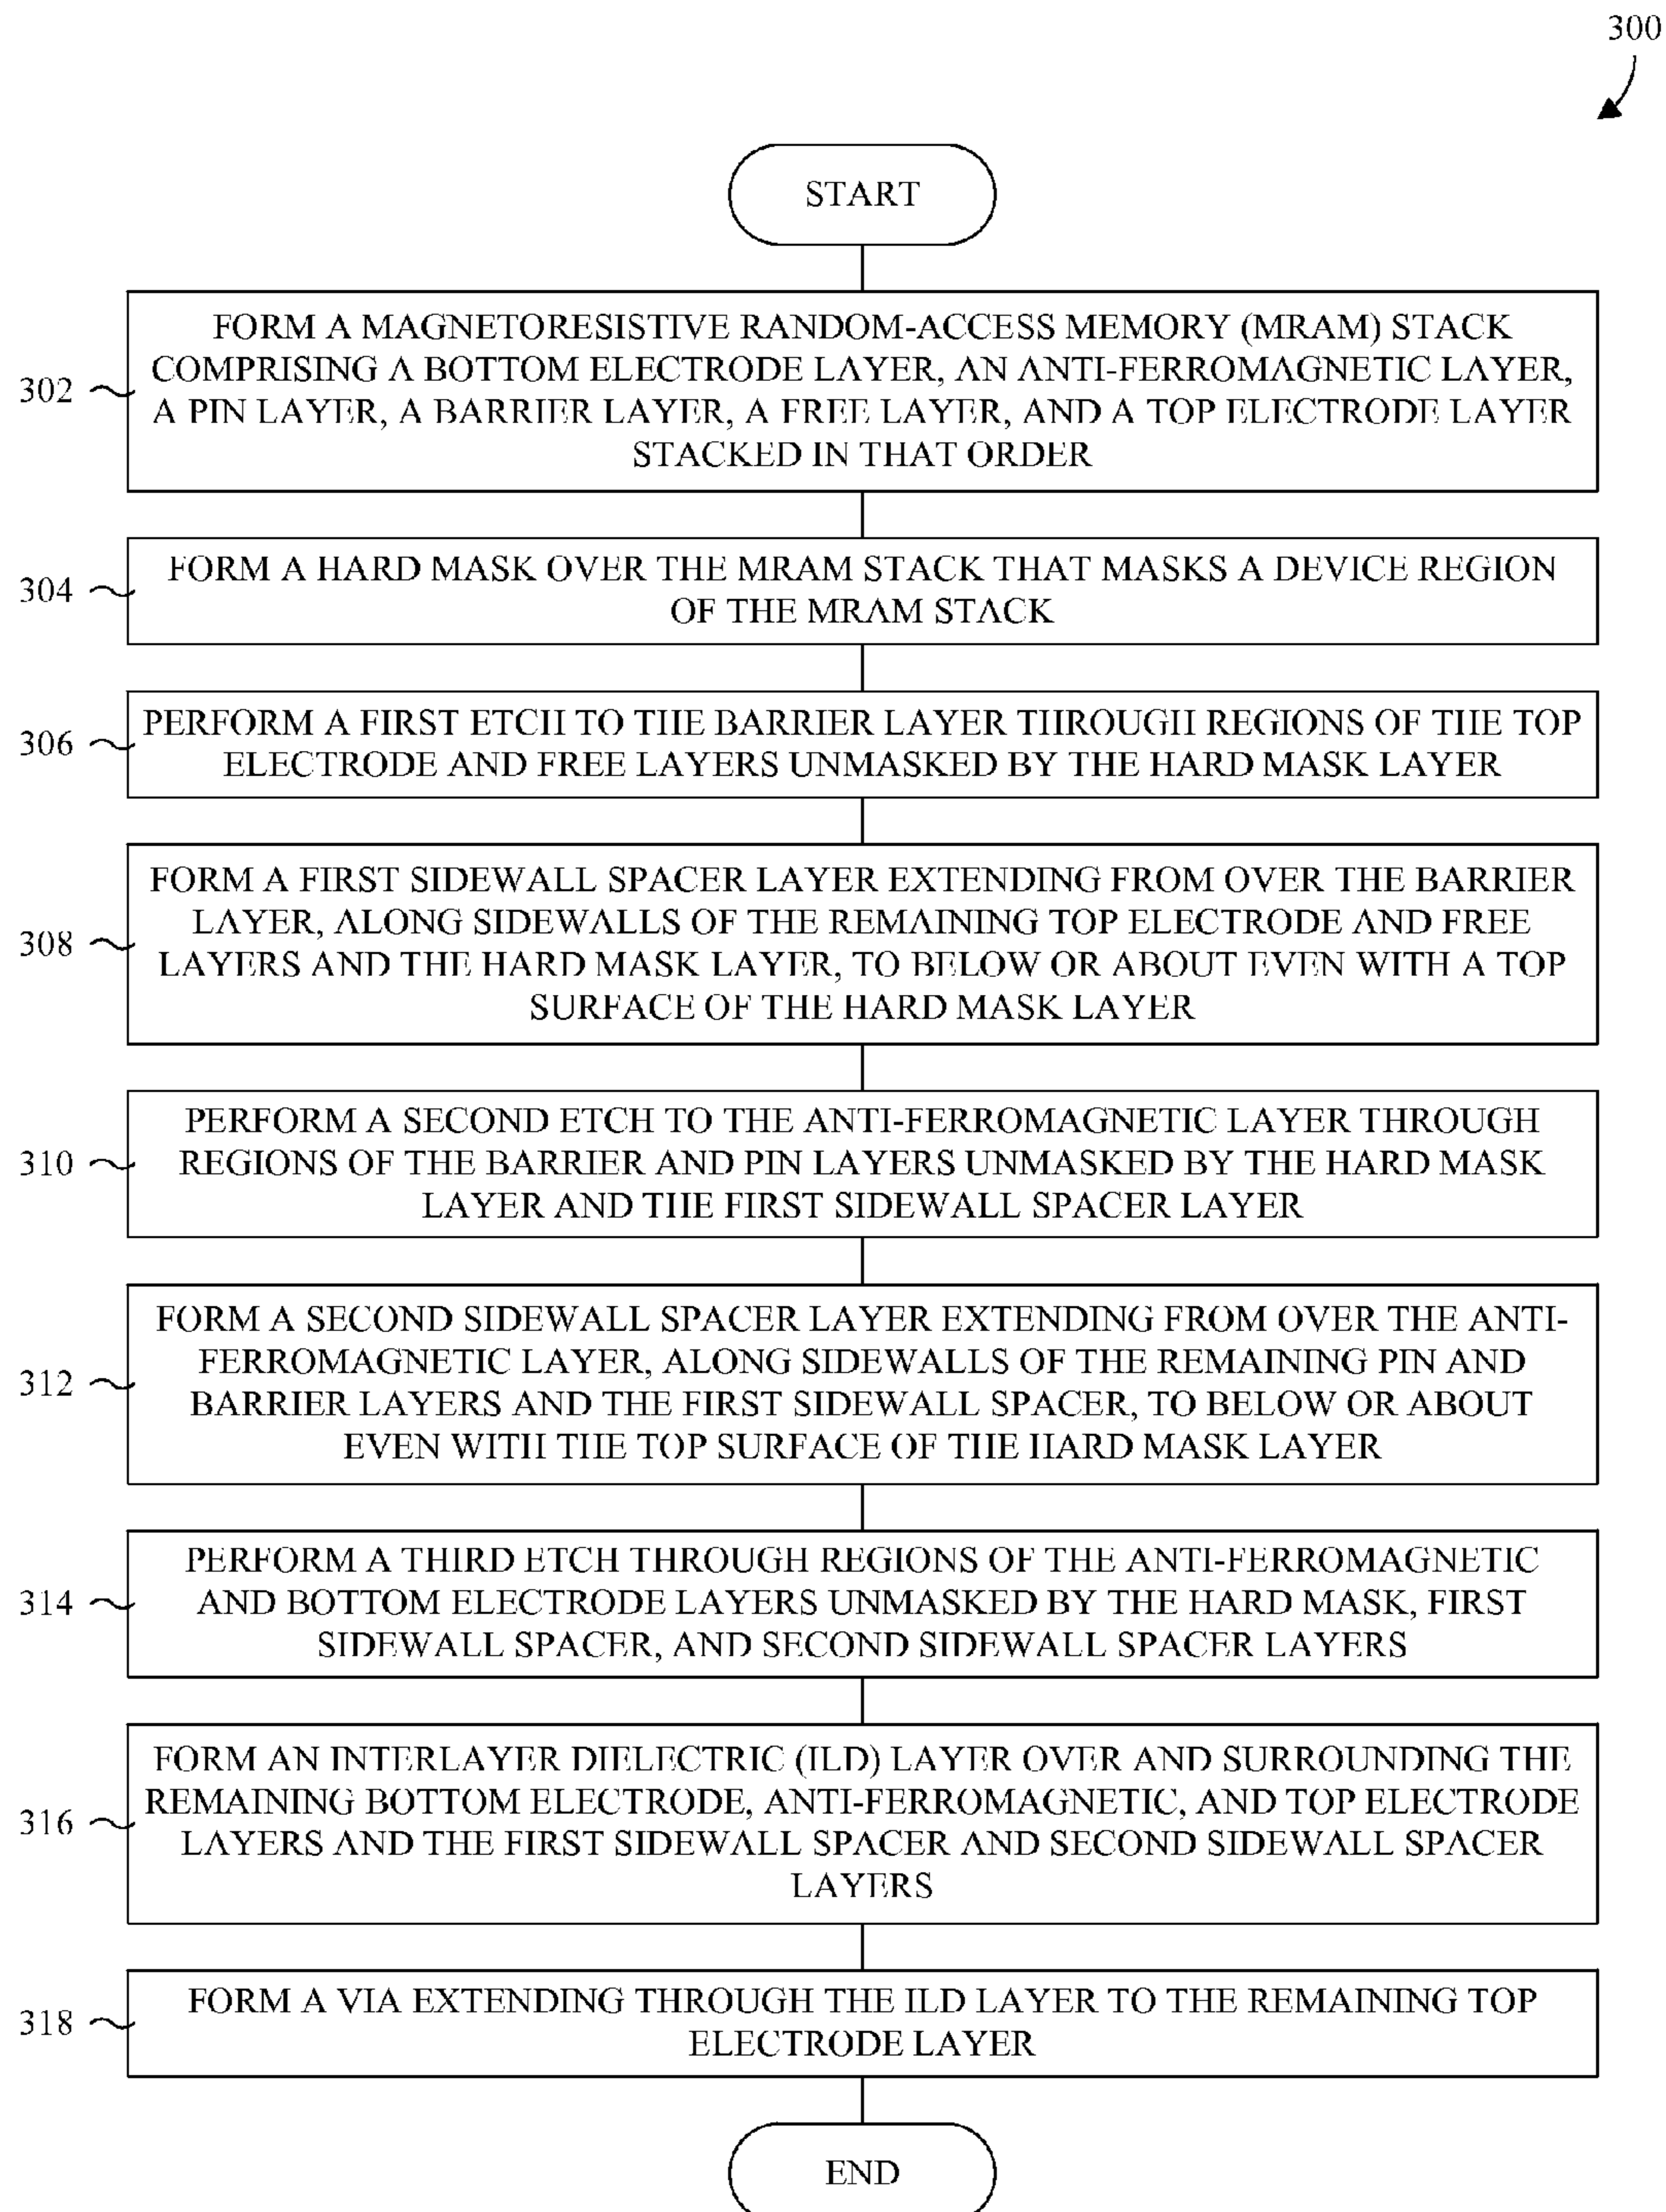 300
START
FORM A MAGNETORESISTIVE RANDOM-ACCESS MEMORY (MRAM) STACK
COMPRISING A BOTTOM ELECTRODE LAYER, AN ANTI-FERROMAGNETIC LAYER,
302
A PIN LAYER, A BARRIER LAYER, A FREE LAYER, AND A TOP ELECTRODE LAYER
STACKED IN THAT ORDER
FORM A HARD MASK OVER THE MRAM STACK THAT MASKS A DEVICE REGION
304
OF THE MRAM STACK
PERFORM A FIRST ETCH TO THE BARRIER LAYER THROUGH REGIONS OF THE TOP
306
ELECTRODE AND FREE LAYERS UNMASKED BY THE HARD MASK LAYER
FORM A FIRST SIDEWALL SPACER LAYER EXTENDING FROM OVER THE BARRIER
LAYER, ALONG SIDEWALLS OF THE REMAINING TOP ELECTRODE AND FREE
308
LAYERS AND THE HARD MASK LAYER, TO BELOW OR ABOUT EVEN WITH A TOP
SURFACE OF THE HARD MASK LAYER
PERFORM A SECOND ETCH TO THE ANTI-FERROMAGNETIC LAYER THROUGH
310
REGIONS OF THE BARRIER AND PIN LAYERS UNMASKED BY THE HARD MASK
LAYER AND THE FIRST SIDEWALL SPACER LAYER
FORM A SECOND SIDEWALL SPACER LAYER EXTENDING FROM OVER THE ANTI-
FERROMAGNETIC LAYER, ALONG SIDEWALLS OF THE REMAINING PIN AND
312
BARRIER LAYERS AND THE FIRST SIDEWALL SPACER, TO BELOW OR ABOUT
EVEN WITH THE TOP SURFACE OF THE HARD MASK LAYER
PERFORM A THIRD ETCH THROUGH REGIONS OF THE ANTI-FERROMAGNETIC
314
AND BOTTOM ELECTRODE LAYERS UNMASKED BY THE HARD MASK, FIRST
SIDEWALL SPACER, AND SECOND SIDEWALL SPACER LAYERS
FORM AN INTERLAYER DIELECTRIC (ILD) LAYER OVER AND SURROUNDING THE
REMAINING BOTTOM ELECTRODE, ANTI-FERROMAGNETIC, AND TOP ELECTRODE
316
LAYERS AND THE FIRST SIDEWALL SPACER AND SECOND SIDEWALL SPACER
LAYERS
FORM A VIA EXTENDING THROUGH THE ILD LAYER TO THE REMAINING TOP
318
ELECTRODE LAYER
END